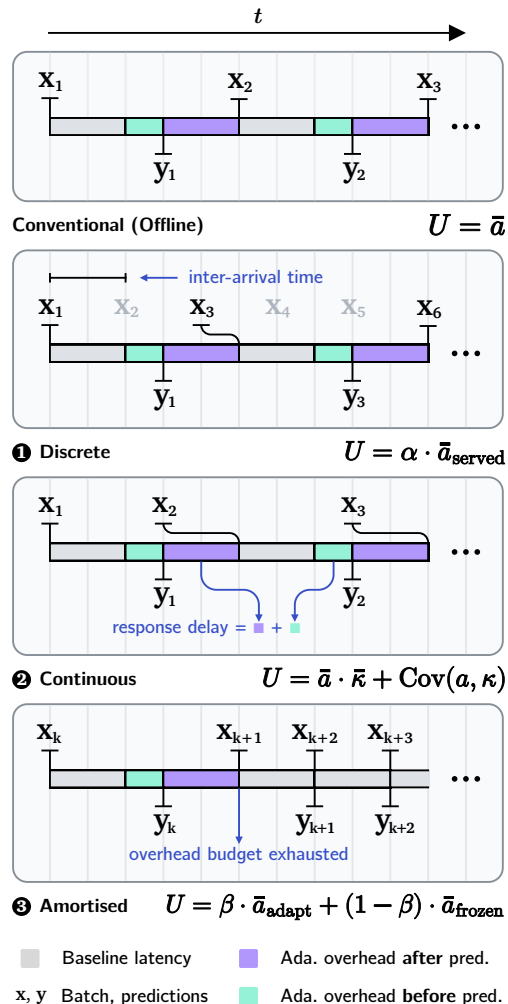 t
x₁ x₂ x₃
...
y₁ y₂
Conventional (Offline) U = ā
inter-arrival time
x₁ x₂ x₃ x₄ x₅ x₆
...
y₁ y₃
❶ Discrete U = α · ā_served
x₁ x₂ x₃
...
y₁ y₂
response delay = +
❷ Continuous U = ā · κ̄ + Cov(a, κ)
xₖ xₖ₊₁ xₖ₊₂ xₖ₊₃
...
yₖ yₖ₊₁ yₖ₊₂
overhead budget exhausted
❸ Amortised U = β · ā_adapt + (1 − β) · ā_frozen
Baseline latency Ada. overhead after pred.
x, y Batch, predictions Ada. overhead before pred.